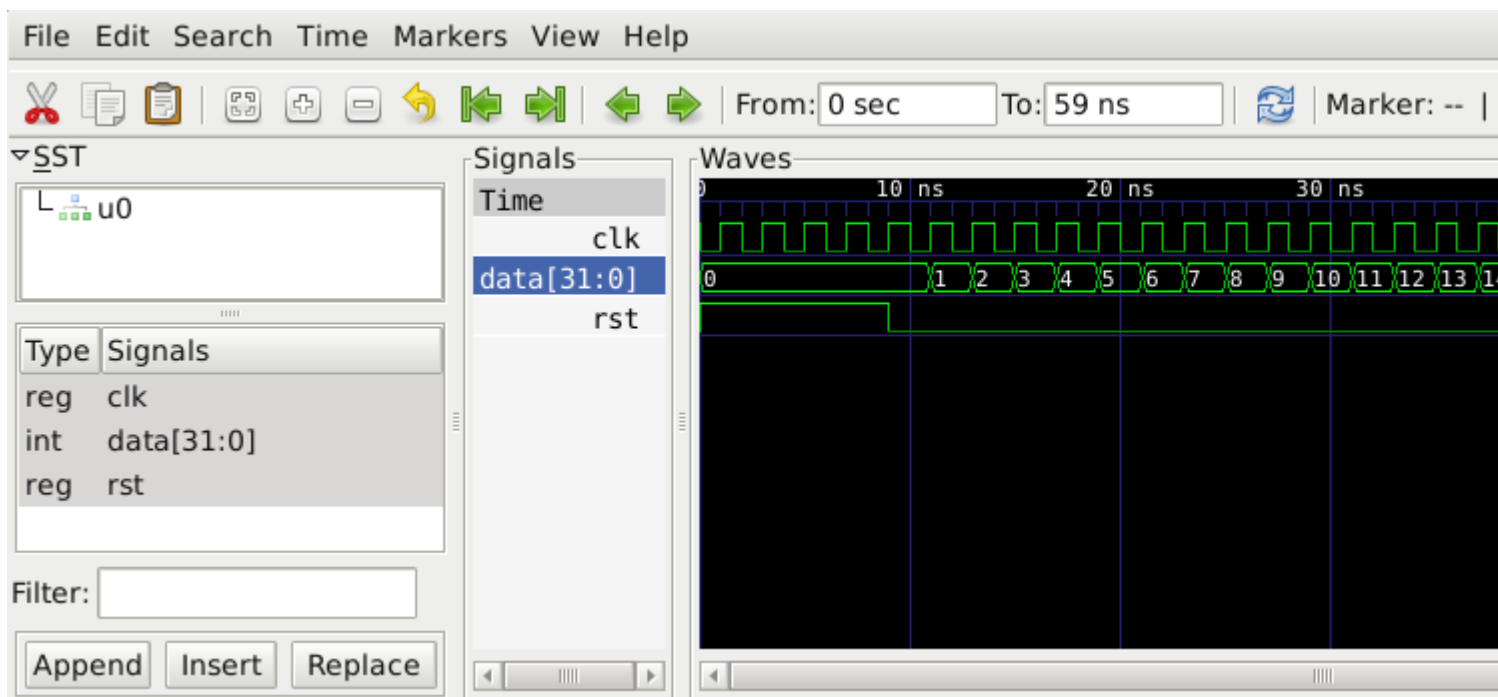 File Edit Search Time Markers View Help
From: 0 sec To: 59 ns Marker: -- |
SST
u0
Type Signals
reg clk
int data[31:0]
reg rst
Filter:
Append Insert Replace
Signals
Time
clk
data[31:0]
rst
Waves
0 10 ns 20 ns 30 ns
0 1 2 3 4 5 6 7 8 9 10 11 12 13